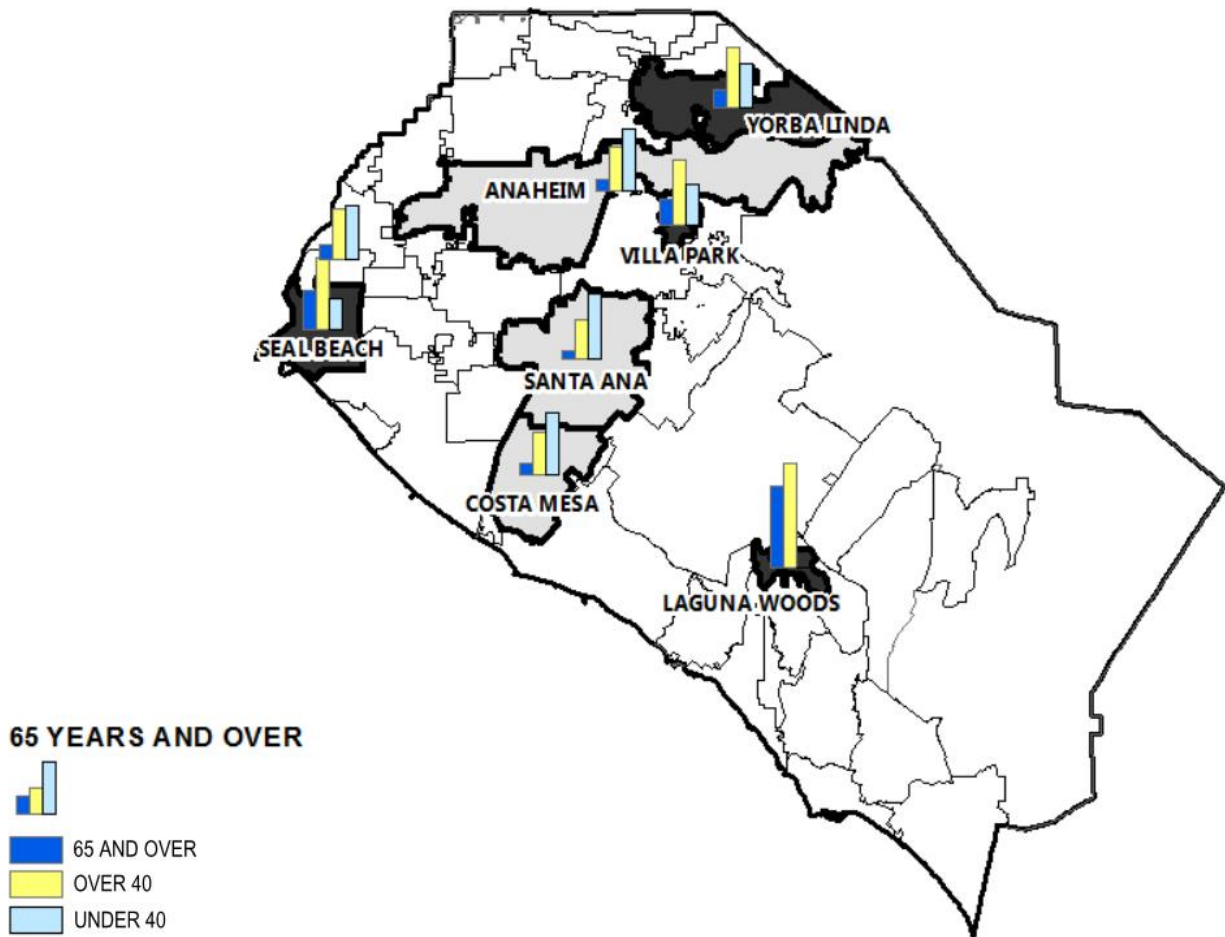 YORBA LINDA
ANAHEIM
VILLA PARK
SEAL BEACH
SANTA ANA
COSTA MESA
LAGUNA WOODS
65 YEARS AND OVER
65 AND OVER
OVER 40
UNDER 40